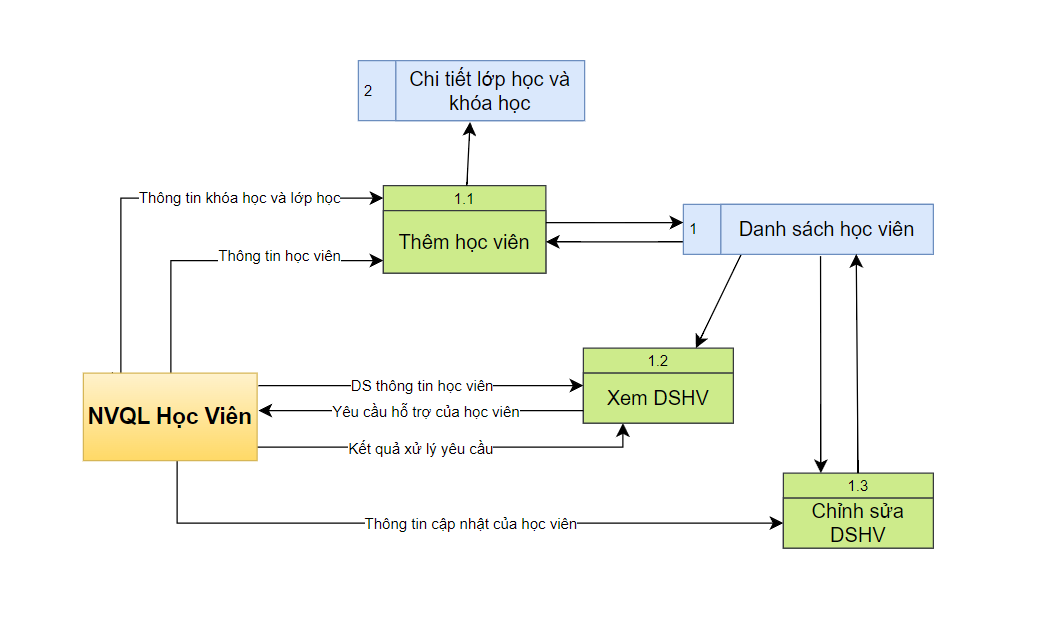 2
Chi tiết lớp học và
khóa học
Thông tin khóa học và lớp học
1.1
Thêm học viên
1
Danh sách học viên
Thông tin học viên
1.2
Xem DSHV
DS thông tin học viên
Yêu cầu hỗ trợ của học viên
NVQL Học Viên
Kết quả xử lý yêu cầu
1.3
Chỉnh sửa
DSHV
Thông tin cập nhật của học viên